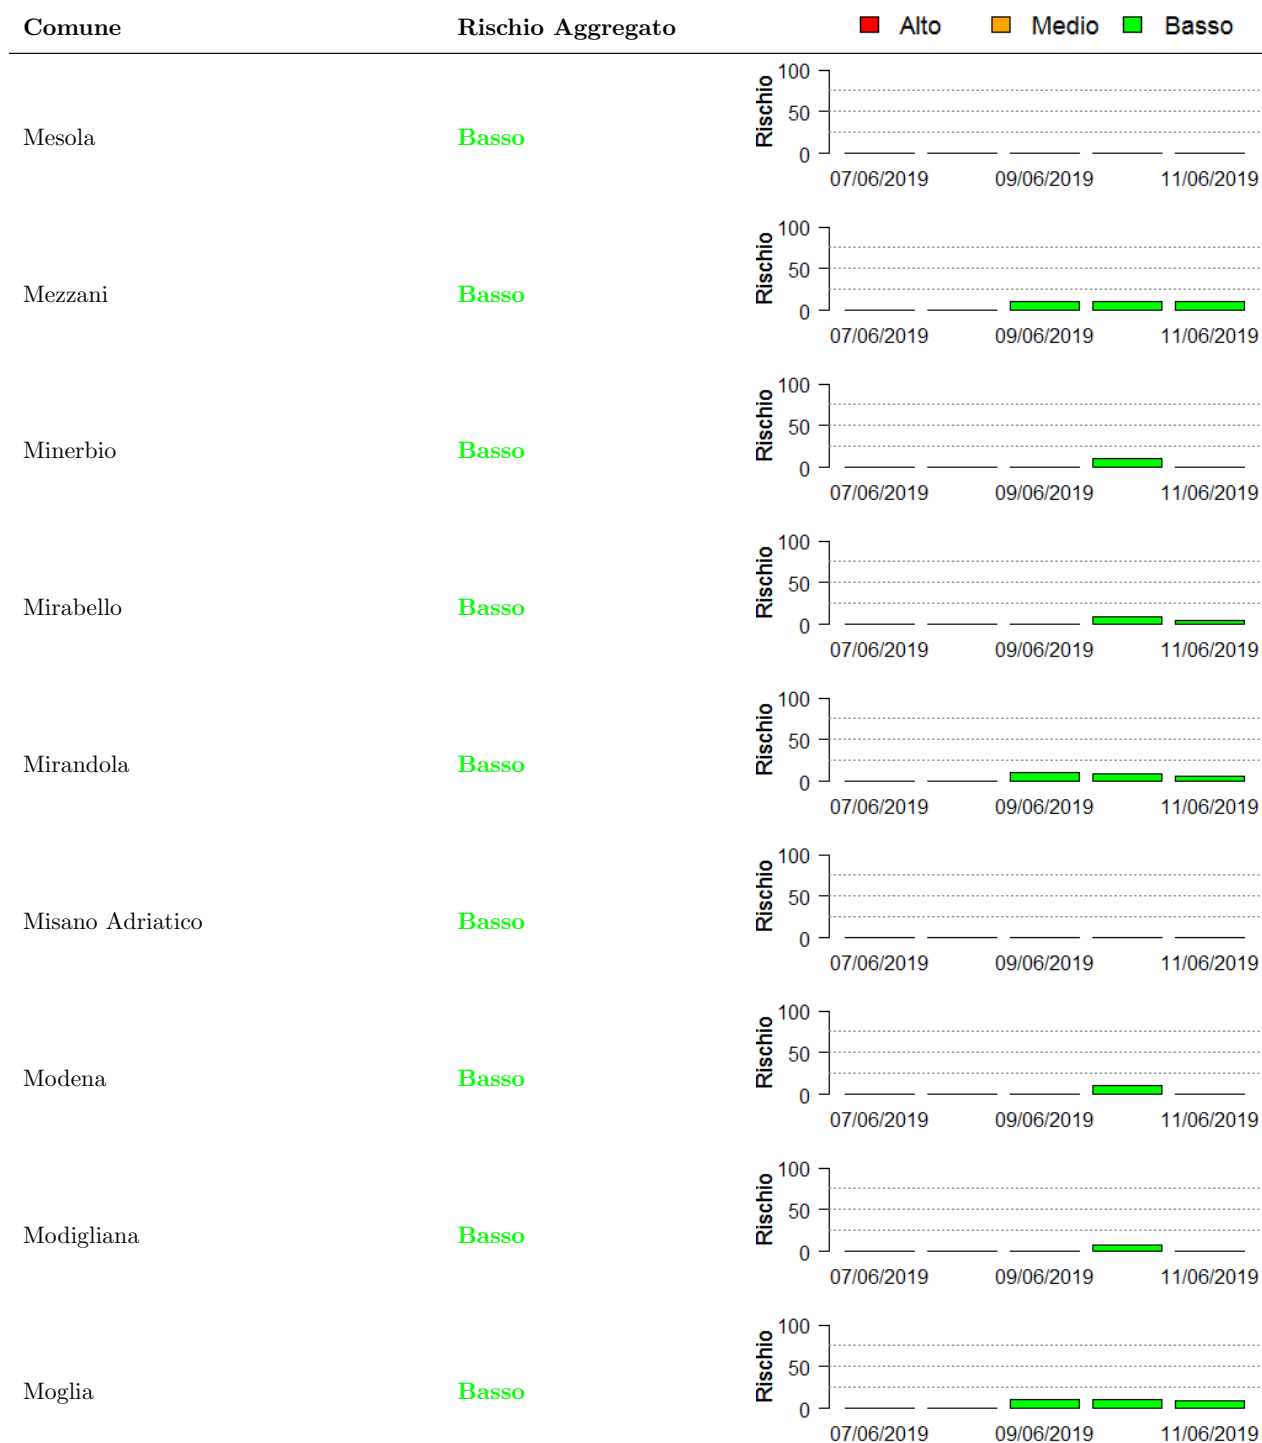 Comune Rischio Aggregato Alto Medio Basso
Mesola Basso Rischio 100 50 0
07/06/2019 09/06/2019 11/06/2019
Mezzani Basso Rischio 100 50 0
07/06/2019 09/06/2019 11/06/2019
Minerbio Basso Rischio 100 50 0
07/06/2019 09/06/2019 11/06/2019
Mirabello Basso Rischio 100 50 0
07/06/2019 09/06/2019 11/06/2019
Mirandola Basso Rischio 100 50 0
07/06/2019 09/06/2019 11/06/2019
Misano Adriatico Basso Rischio 100 50 0
07/06/2019 09/06/2019 11/06/2019
Modena Basso Rischio 100 50 0
07/06/2019 09/06/2019 11/06/2019
Modigliana Basso Rischio 100 50 0
07/06/2019 09/06/2019 11/06/2019
Moglia Basso Rischio 100 50 0
07/06/2019 09/06/2019 11/06/2019